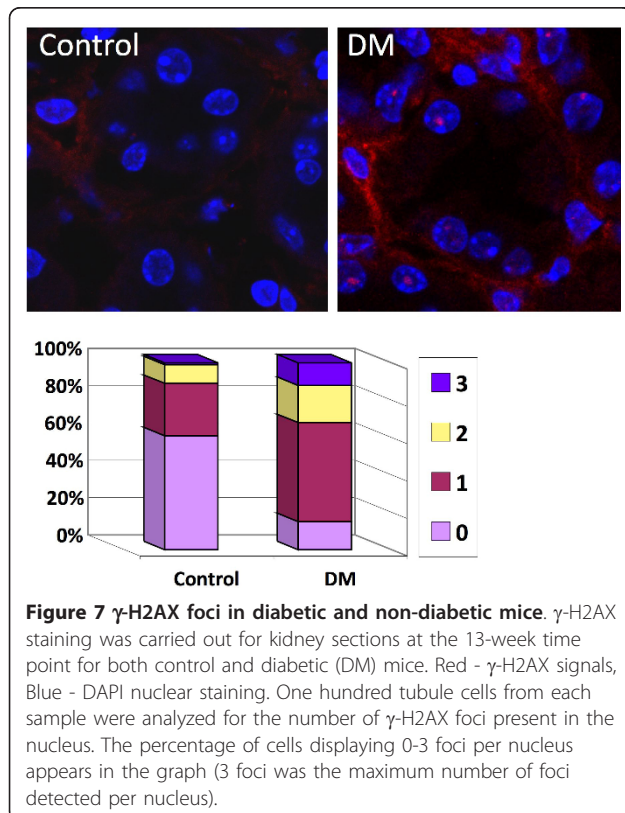 Control
DM
100%
80%
60%
40%
20%
0%
Control
DM
3
2
1
0
Figure 7 γ-H2AX foci in diabetic and non-diabetic mice. γ-H2AX
staining was carried out for kidney sections at the 13-week time
point for both control and diabetic (DM) mice. Red - γ-H2AX signals,
Blue - DAPI nuclear staining. One hundred tubule cells from each
sample were analyzed for the number of γ-H2AX foci present in the
nucleus. The percentage of cells displaying 0-3 foci per nucleus
appears in the graph (3 foci was the maximum number of foci
detected per nucleus).